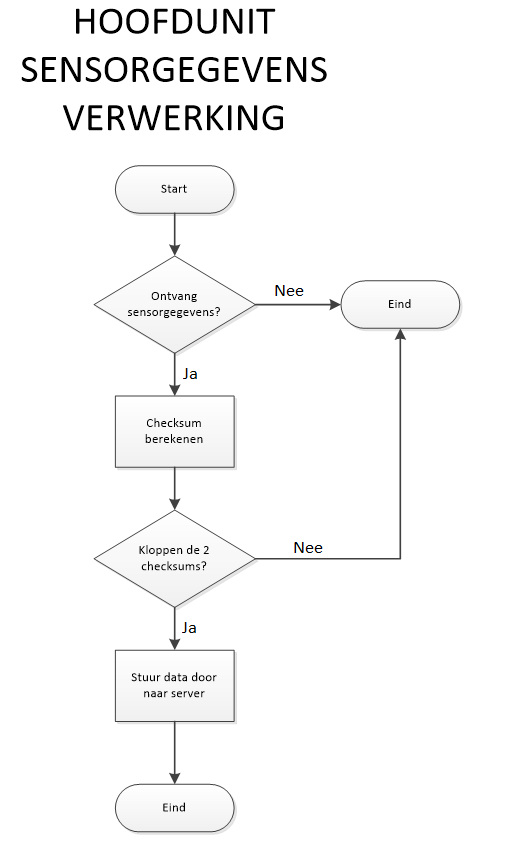 HOOFDUNIT
SENSORGEGEVENS
VERWERKING
Start
Ontvang
sensorgegevens?
Nee
Eind
Ja
Checksum
berekenen
Kloppen de 2
checksums?
Nee
Ja
Stuur data door
naar server
Eind